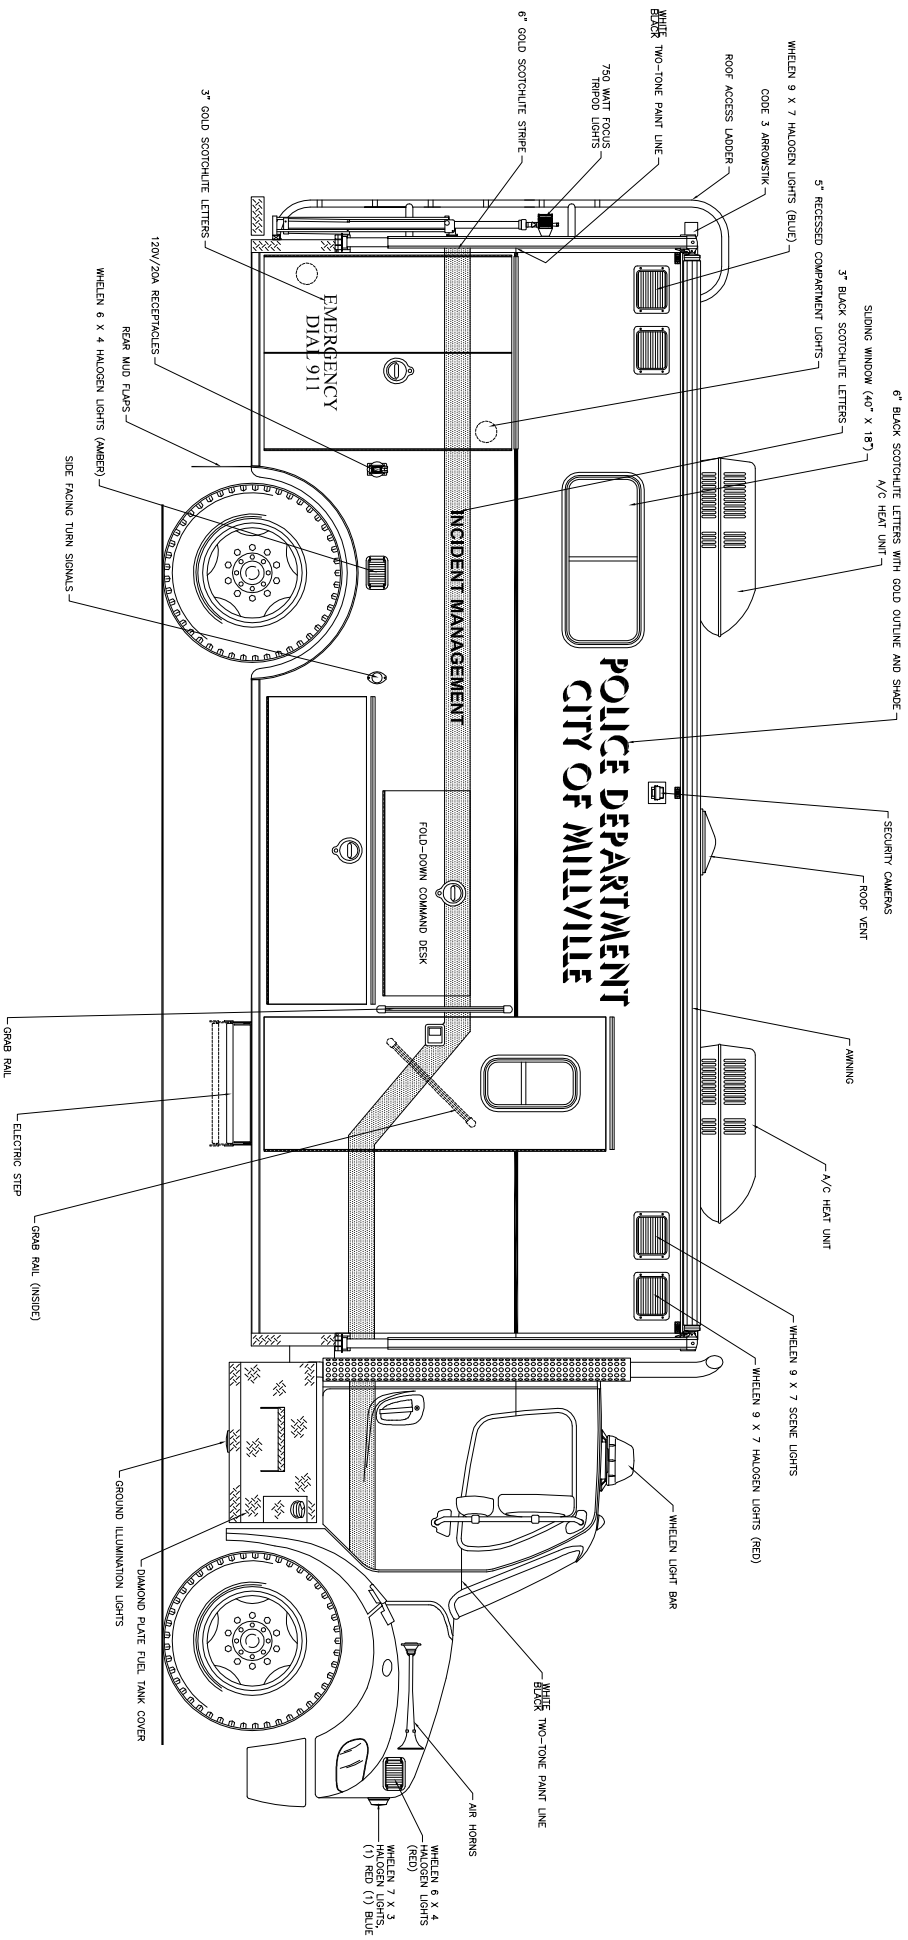 6" BLACK SCOTCHLITE LETTERS WITH GOLD OUTLINE AND SHADE
A/C HEAT UNIT
SLIDING WINDOW (40" X 18")
3" BLACK SCOTCHLITE LETTERS
5" RECESSED COMPARTMENT LIGHTS
WHELEN 9 X 7 HALOGEN LIGHTS (BLUE)
CODE 3 ARROWSTIK
ROOF ACCESS LADDER
WHITE
BLACK TWO-TONE PAINT LINE
750 WATT FOCUS
TRIPOD LIGHTS
6" GOLD SCOTCHLITE STRIPE
SECURITY CAMERAS
ROOF VENT
AWNING
A/C HEAT UNIT
WHELEN 9 X 7 SCENE LIGHTS
WHELEN 9 X 7 HALOGEN LIGHTS (RED)
WHELEN LIGHT BAR
WHITE
BLACK TWO-TONE PAINT LINE
AIR HORNS
WHELEN 6 X 4
HALOGEN LIGHTS
(RED)
WHELEN 7 X 3
HALOGEN LIGHTS,
(1) RED (1) BLUE
POLICE DEPARTMENT
CITY OF MILLVILLE
INCIDENT MANAGEMENT
FOLD-DOWN COMMAND DESK
EMERGENCY
DIAL 911
3" GOLD SCOTCHLITE LETTERS
120V/20A RECEPTACLES
REAR MUD FLAPS
WHELEN 6 X 4 HALOGEN LIGHTS (AMBER)
SIDE FACING TURN SIGNALS
GRAB RAIL
ELECTRIC STEP
GRAB RAIL (INSIDE)
GROUND ILLUMINATION LIGHTS
DIAMOND PLATE FUEL TANK COVER